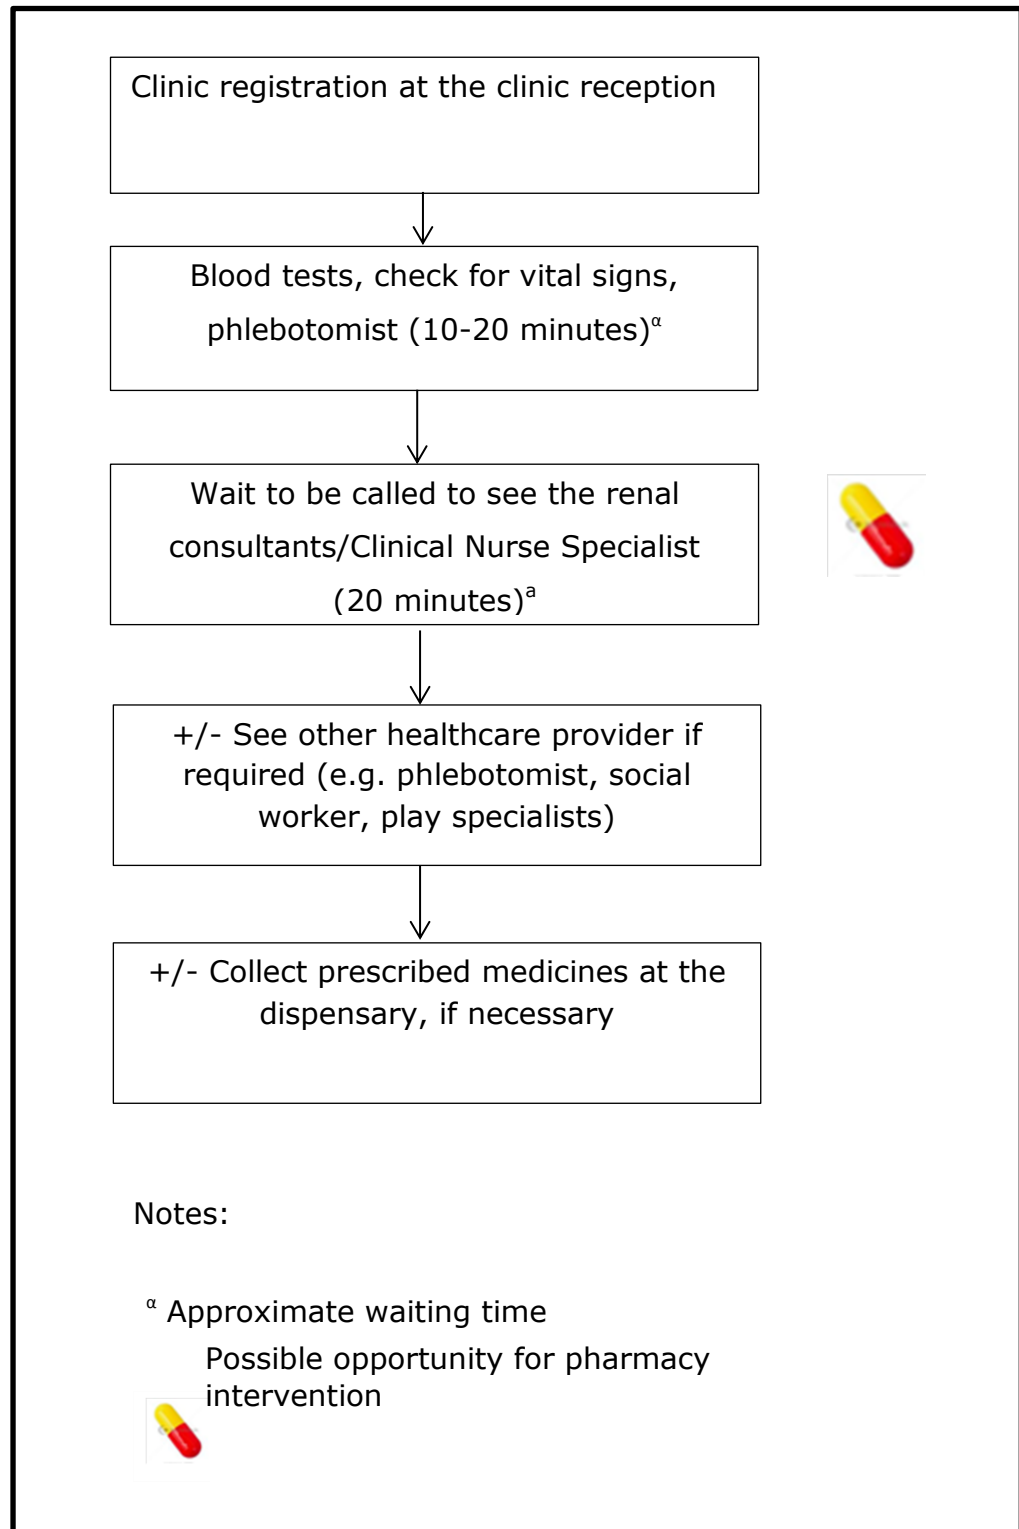 Clinic registration at the clinic reception
Blood tests, check for vital signs,
phlebotomist (10-20 minutes)ᵅ
Wait to be called to see the renal
consultants/Clinical Nurse Specialist
(20 minutes)ᵃ
+/- See other healthcare provider if
required (e.g. phlebotomist, social
worker, play specialists)
+/- Collect prescribed medicines at the
dispensary, if necessary
Notes:
ᵅ Approximate waiting time
Possible opportunity for pharmacy
intervention